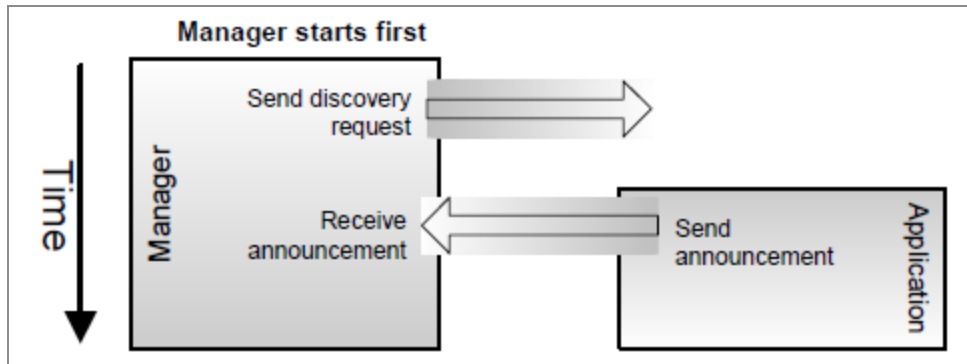 Manager starts first
Time
Manager
Send discovery
request
Receive
announcement
Send
announcement
Application